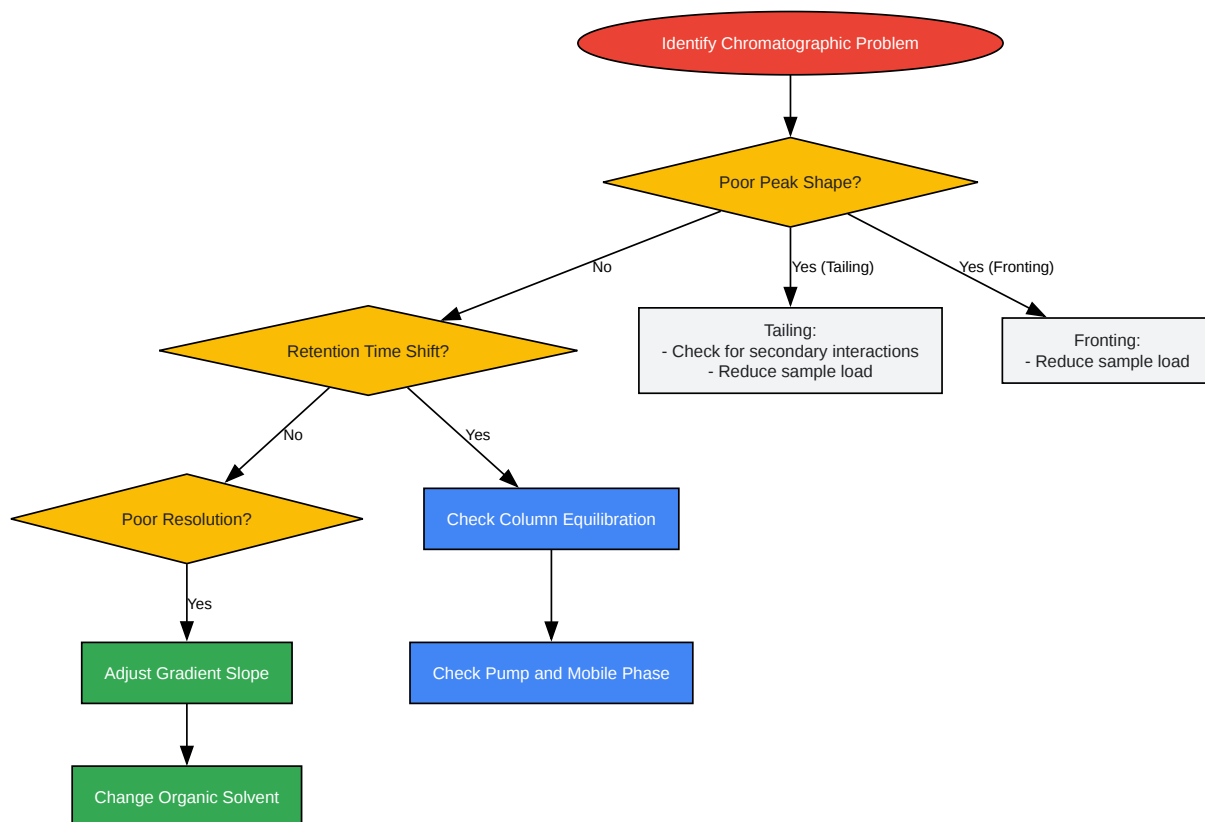 Identify Chromatographic Problem
Poor Peak Shape?
No
Yes (Tailing)
Yes (Fronting)
Retention Time Shift?
Tailing:
- Check for secondary interactions
- Reduce sample load
Fronting:
- Reduce sample load
No
Yes
Poor Resolution?
Check Column Equilibration
Yes
Adjust Gradient Slope
Check Pump and Mobile Phase
Change Organic Solvent